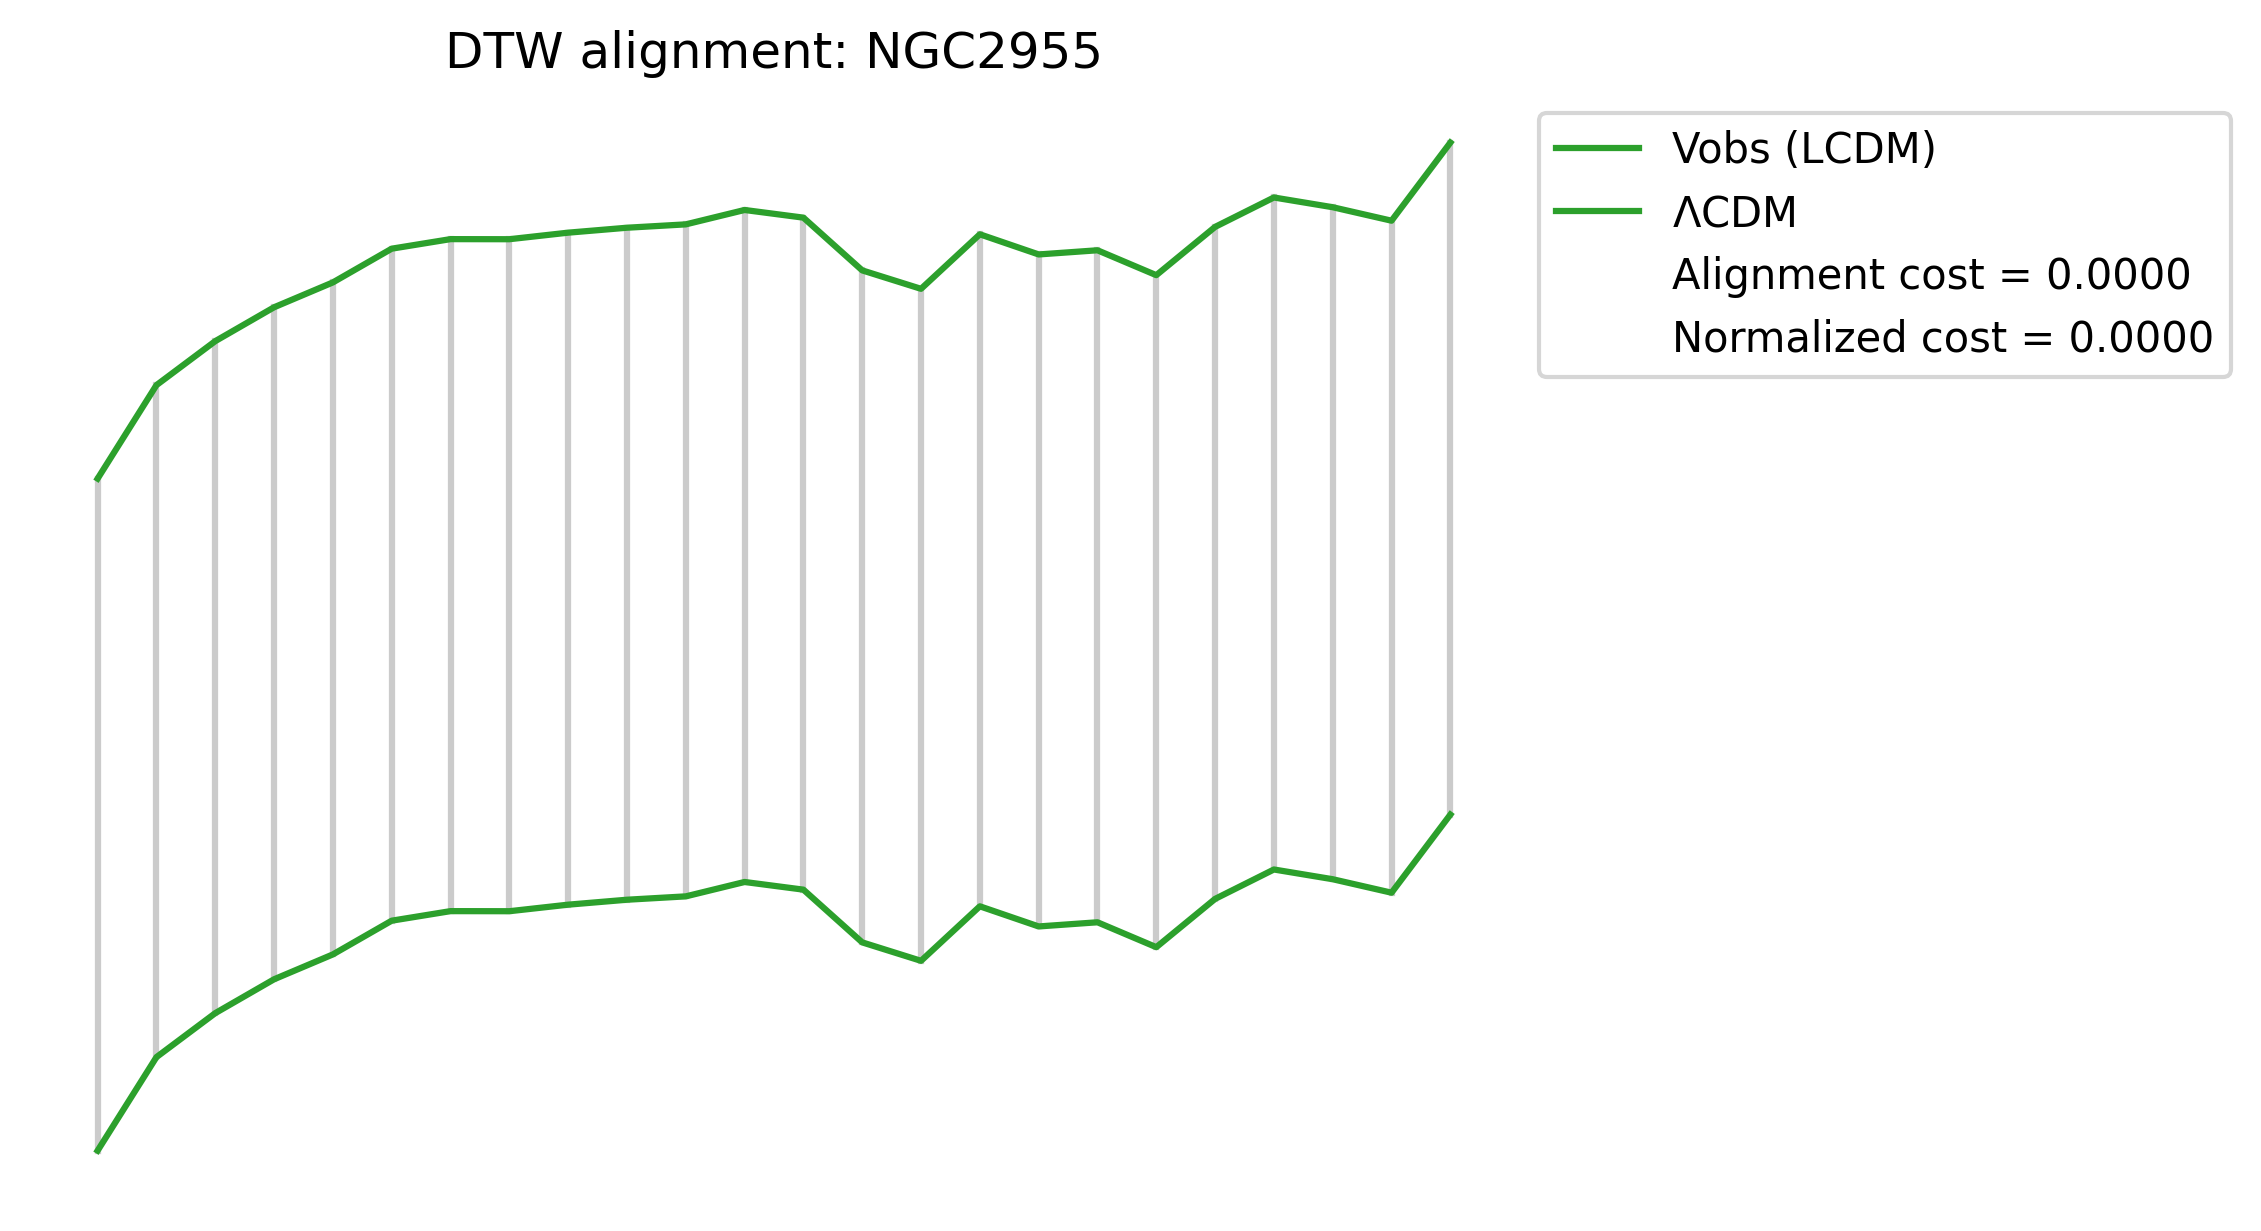 DTW alignment: NGC2955
Vobs (LCDM)
ΛCDM
Alignment cost = 0.0000
Normalized cost = 0.0000